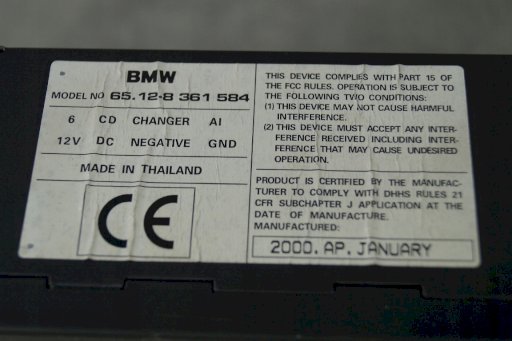 BMW
MODEL NO 65.12-8 361 584
6 CD CHANGER AI
12V DC NEGATIVE GND
MADE IN THAILAND
CE
THIS DEVICE COMPLIES WITH PART 15 OF
THE FCC RULES. OPERATION IS SUBJECT TO
THE FOLLOWING TWO CONDITIONS:
(1) THIS DEVICE MAY NOT CAUSE HARMFUL
INTERFERENCE.
(2) THIS DEVICE MUST ACCEPT ANY INTER-
FERENCE RECEIVED INCLUDING INTER-
FERENCE THAT MAY CAUSE UNDESIRED
OPERATION.
PRODUCT IS CERTIFIED BY THE MANUFAC-
TURER TO COMPLY WITH DHHS RULES 21
CFR SUBCHAPTER J APPLICATION AT THE
DATE OF MANUFACTURE.
MANUFACTURED:
2000. AP. JANUARY